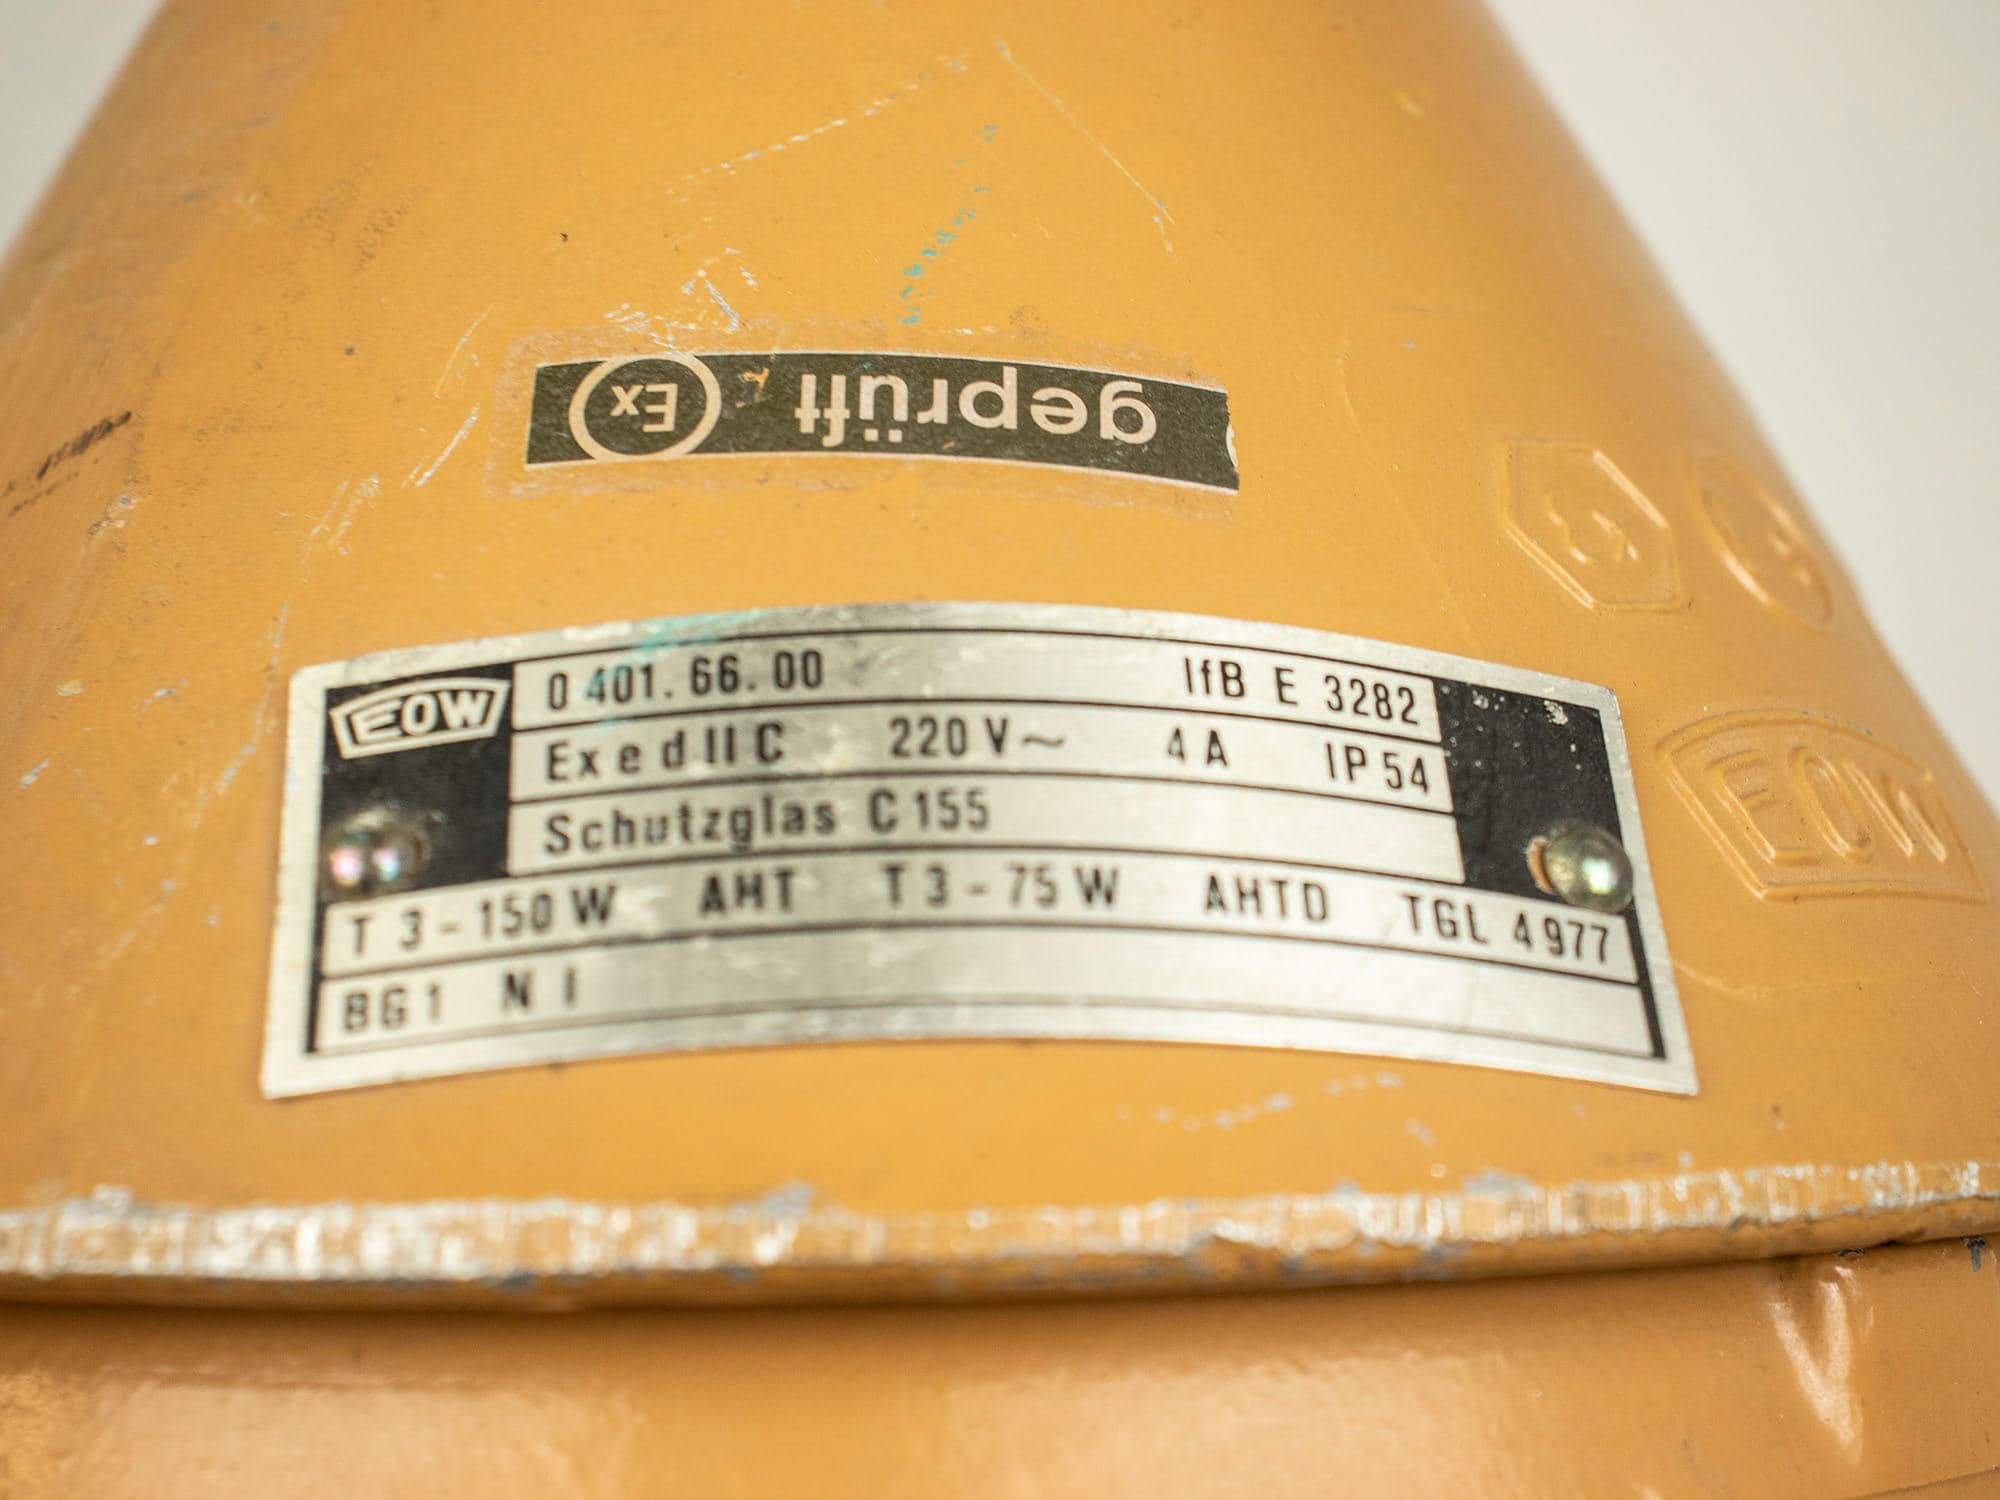 geprüft Ex
EOW
0 401.66.00 IfB E 3282
Ex e d II C 220 V~ 4 A IP 54
Schutzglas C 155
T 3 - 150 W AHT T 3 - 75 W AHTD TGL 4977
BG1 N I
EOW